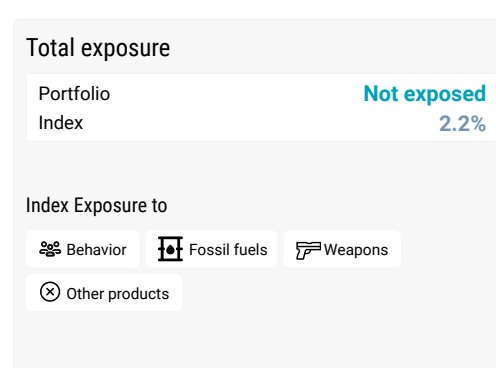 Total exposure
Portfolio Not exposed
Index 2.2%
Index Exposure to
Behavior Fossil fuels Weapons
Other products